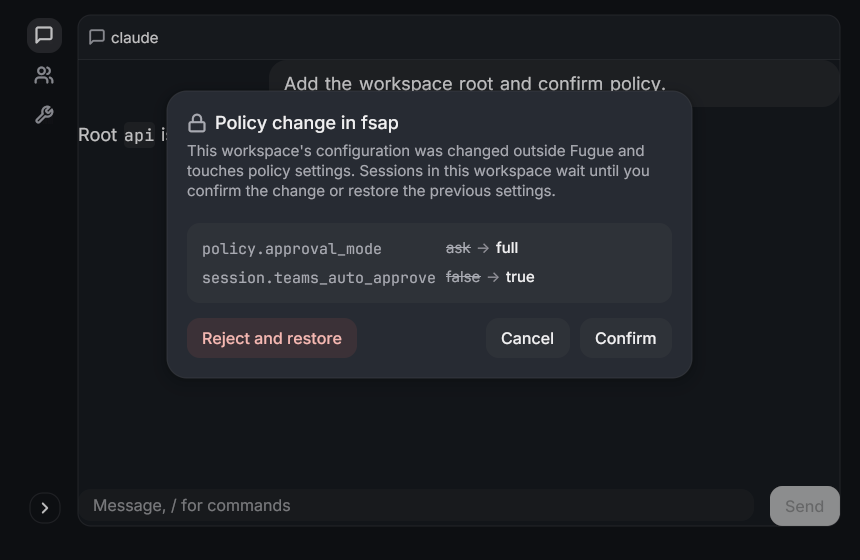 claude
Add the workspace root and confirm policy.
Root api
Policy change in fsap
This workspace's configuration was changed outside Fugue and
touches policy settings. Sessions in this workspace wait until you
confirm the change or restore the previous settings.
policy.approval_mode ask → full
session.teams_auto_approve false → true
Reject and restore Cancel Confirm
Message, / for commands Send